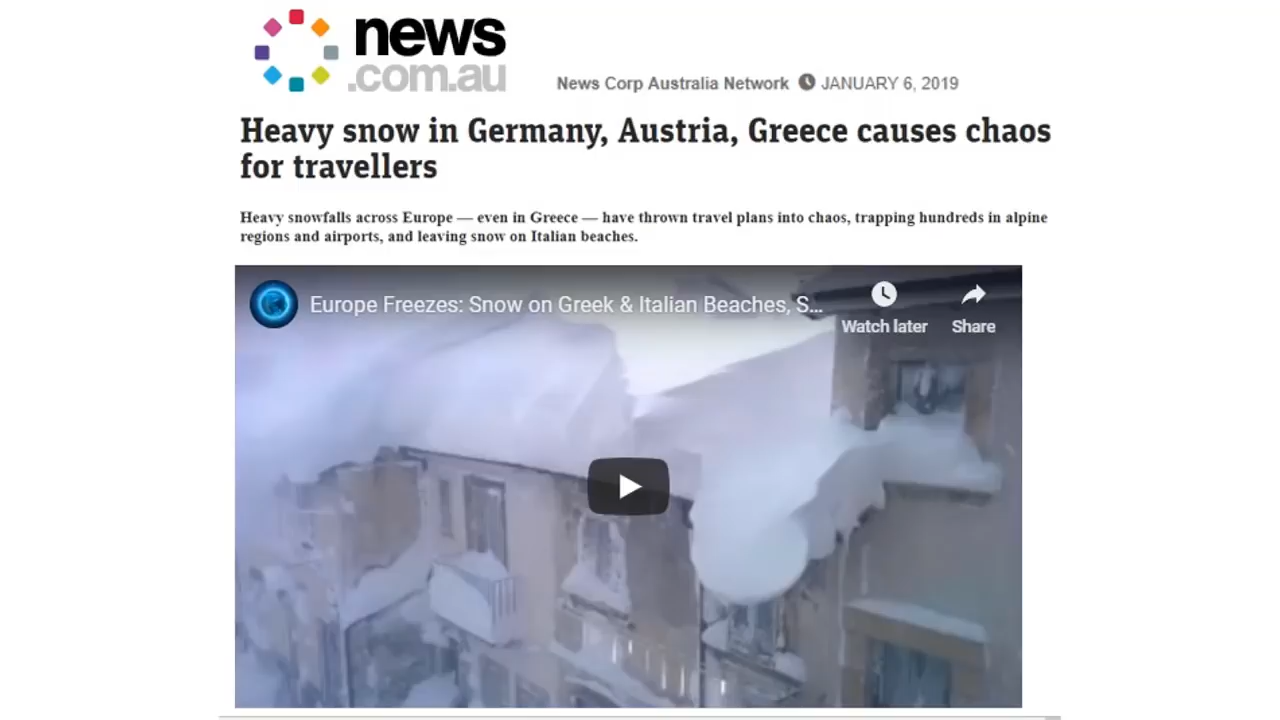 news
.com.au
News Corp Australia Network JANUARY 6, 2019
Heavy snow in Germany, Austria, Greece causes chaos
for travellers
Heavy snowfalls across Europe — even in Greece — have thrown travel plans into chaos, trapping hundreds in alpine
regions and airports, and leaving snow on Italian beaches.
Europe Freezes: Snow on Greek & Italian Beaches, S...
Watch later
Share